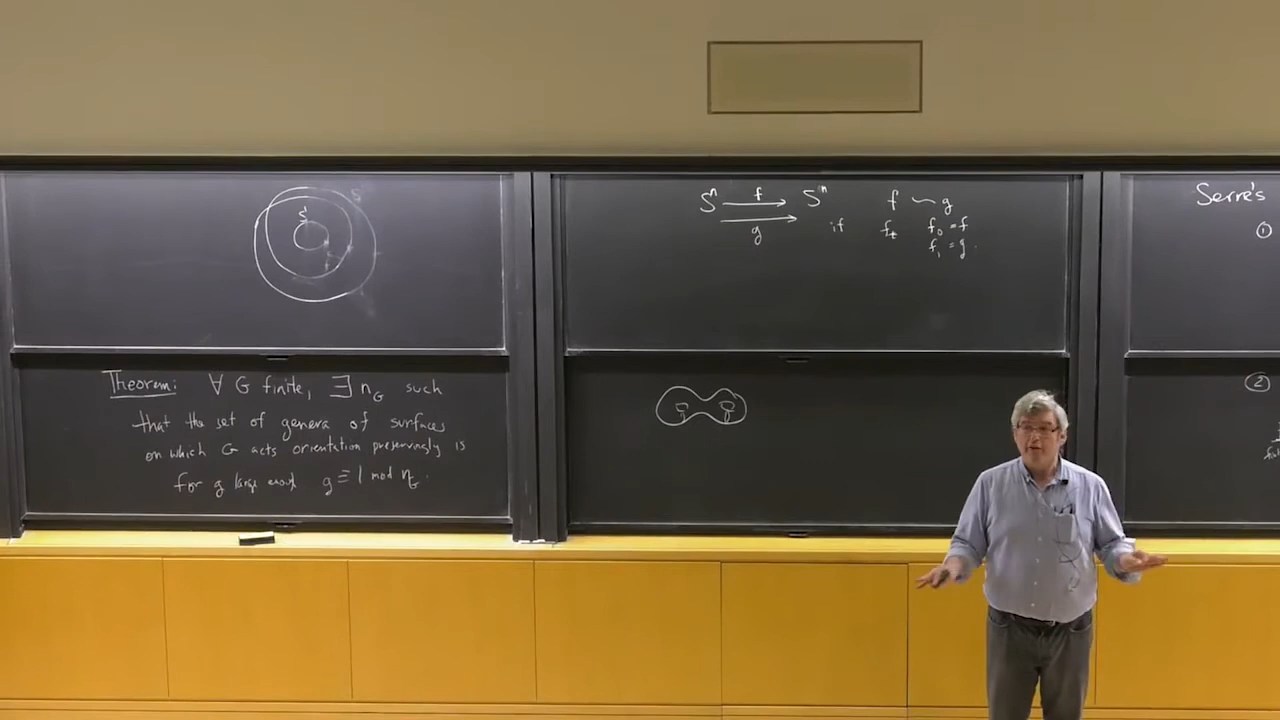 S
S'
Theorem: ∀ G finite, ∃ n_G such
that the set of genera of surfaces
on which G acts orientation preservingly is
for g large enough g ≡ 1 mod n_G.
S^n f→ S^m f ~ g
→ g if f_t f_0 = f
f_1 = g.
Serre's
①
②